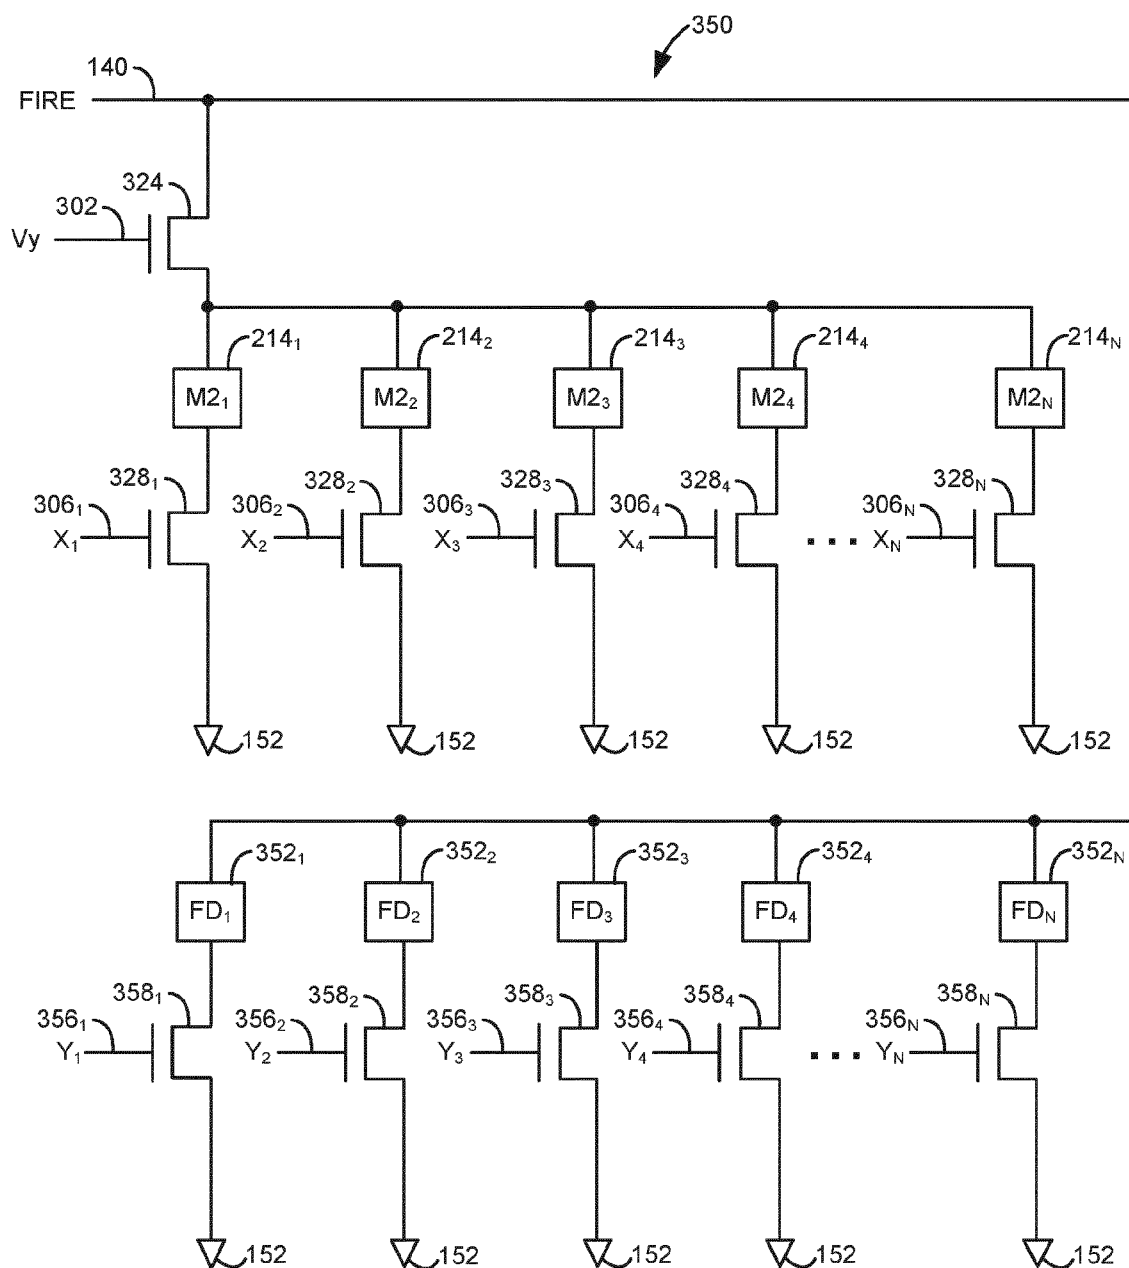 350
140
FIRE
324
302
Vy
214₁ 214₂ 214₃ 214₄ 214N
M2₁ M2₂ M2₃ M2₄ M2N
328₁ 328₂ 328₃ 328₄ 328N
306₁ 306₂ 306₃ 306₄ 306N
X₁ X₂ X₃ X₄ XN
152 152 152 152 152
352₁ 352₂ 352₃ 352₄ 352N
FD₁ FD₂ FD₃ FD₄ FDN
358₁ 358₂ 358₃ 358₄ 358N
356₁ 356₂ 356₃ 356₄ 356N
Y₁ Y₂ Y₃ Y₄ YN
152 152 152 152 152